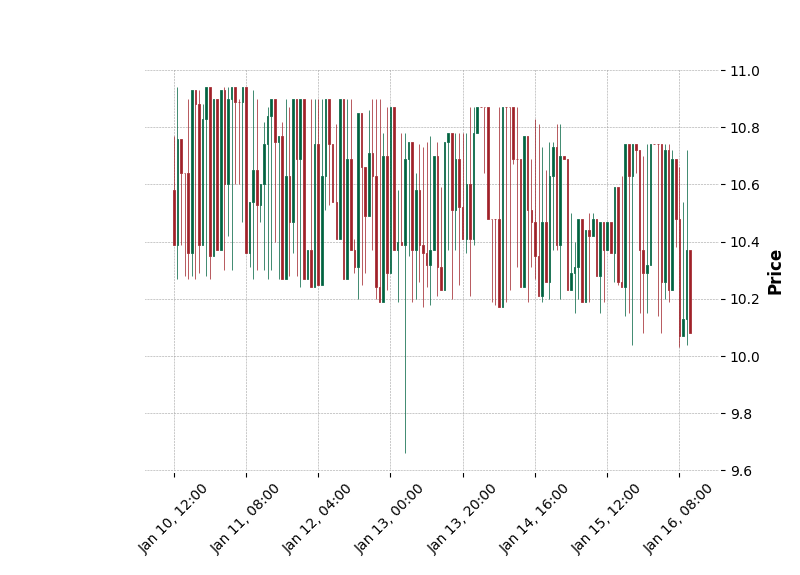 11.0
10.8
10.6
10.4
10.2
10.0
9.8
9.6
Price
Jan 10, 12:00
Jan 11, 08:00
Jan 12, 04:00
Jan 13, 00:00
Jan 13, 20:00
Jan 14, 16:00
Jan 15, 12:00
Jan 16, 08:00